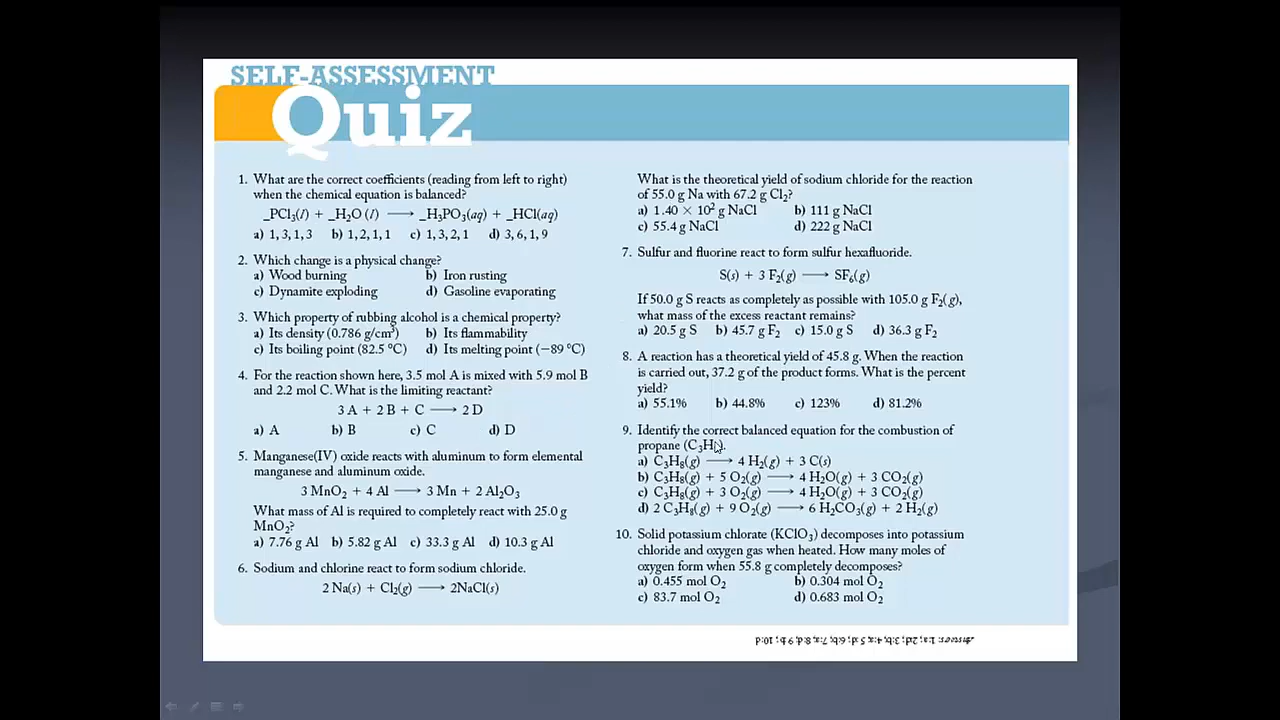 SELF-ASSESSMENT
Quiz
1. What are the correct coefficients (reading from left to right)
when the chemical equation is balanced?
_PCl₃(l) + _H₂O (l) ⟶ _H₃PO₃(aq) + _HCl(aq)
a) 1, 3, 1, 3 b) 1, 2, 1, 1 c) 1, 3, 2, 1 d) 3, 6, 1, 9
2. Which change is a physical change?
a) Wood burning b) Iron rusting
c) Dynamite exploding d) Gasoline evaporating
3. Which property of rubbing alcohol is a chemical property?
a) Its density (0.786 g/cm³) b) Its flammability
c) Its boiling point (82.5 °C) d) Its melting point (−89 °C)
4. For the reaction shown here, 3.5 mol A is mixed with 5.9 mol B
and 2.2 mol C. What is the limiting reactant?
3 A + 2 B + C ⟶ 2 D
a) A b) B c) C d) D
5. Manganese(IV) oxide reacts with aluminum to form elemental
manganese and aluminum oxide.
3 MnO₂ + 4 Al ⟶ 3 Mn + 2 Al₂O₃
What mass of Al is required to completely react with 25.0 g
MnO₂?
a) 7.76 g Al b) 5.82 g Al c) 33.3 g Al d) 10.3 g Al
6. Sodium and chlorine react to form sodium chloride.
2 Na(s) + Cl₂(g) ⟶ 2NaCl(s)
What is the theoretical yield of sodium chloride for the reaction
of 55.0 g Na with 67.2 g Cl₂?
a) 1.40 × 10² g NaCl b) 111 g NaCl
c) 55.4 g NaCl d) 222 g NaCl
7. Sulfur and fluorine react to form sulfur hexafluoride.
S(s) + 3 F₂(g) ⟶ SF₆(g)
If 50.0 g S reacts as completely as possible with 105.0 g F₂(g),
what mass of the excess reactant remains?
a) 20.5 g S b) 45.7 g F₂ c) 15.0 g S d) 36.3 g F₂
8. A reaction has a theoretical yield of 45.8 g. When the reaction
is carried out, 37.2 g of the product forms. What is the percent
yield?
a) 55.1% b) 44.8% c) 123% d) 81.2%
9. Identify the correct balanced equation for the combustion of
propane (C₃H₈).
a) C₃H₈(g) ⟶ 4 H₂(g) + 3 C(s)
b) C₃H₈(g) + 5 O₂(g) ⟶ 4 H₂O(g) + 3 CO₂(g)
c) C₃H₈(g) + 3 O₂(g) ⟶ 4 H₂O(g) + 3 CO₂(g)
d) 2 C₃H₈(g) + 9 O₂(g) ⟶ 6 H₂CO₃(g) + 2 H₂(g)
10. Solid potassium chlorate (KClO₃) decomposes into potassium
chloride and oxygen gas when heated. How many moles of
oxygen form when 55.8 g completely decomposes?
a) 0.455 mol O₂ b) 0.304 mol O₂
c) 83.7 mol O₂ d) 0.683 mol O₂
Answers: 1:a; 2:d; 3:b; 4:a; 5:d; 6:b; 7:a; 8:d; 9:b; 10:d